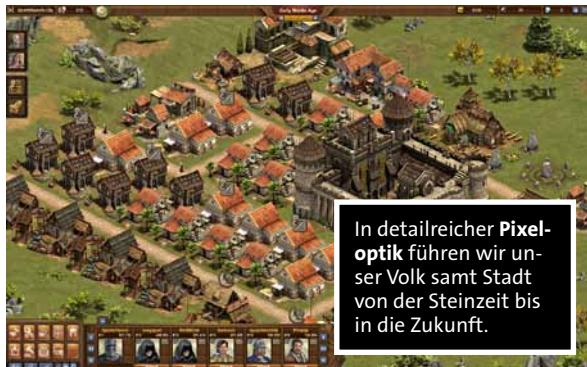 Early Middle Age
In detailreicher Pixel-
optik führen wir un-
ser Volk samt Stadt
von der Steinzeit bis
in die Zukunft.